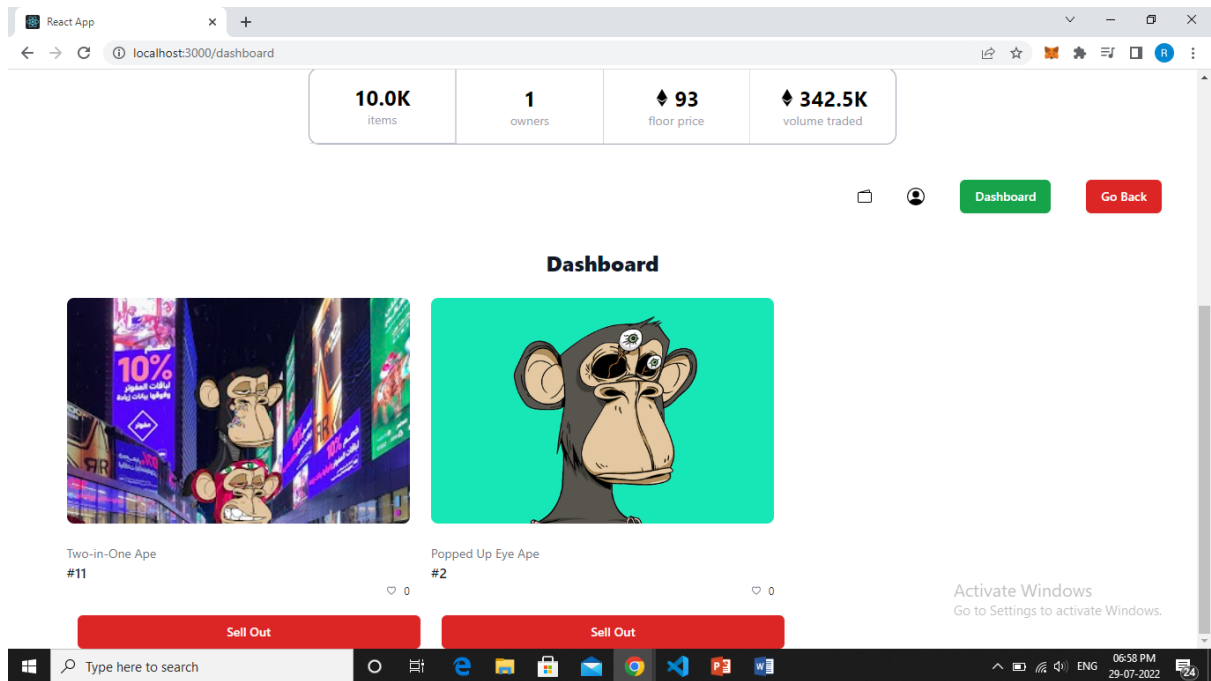 React App
localhost:3000/dashboard
R
10.0K
items
1
owners
93
floor price
342.5K
volume traded
Dashboard
Go Back
Dashboard
10%
10%
RR
Two-in-One Ape
#11
0
Sell Out
Popped Up Eye Ape
#2
0
Sell Out
Activate Windows
Go to Settings to activate Windows.
Type here to search
ENG
06:58 PM
29-07-2022
24